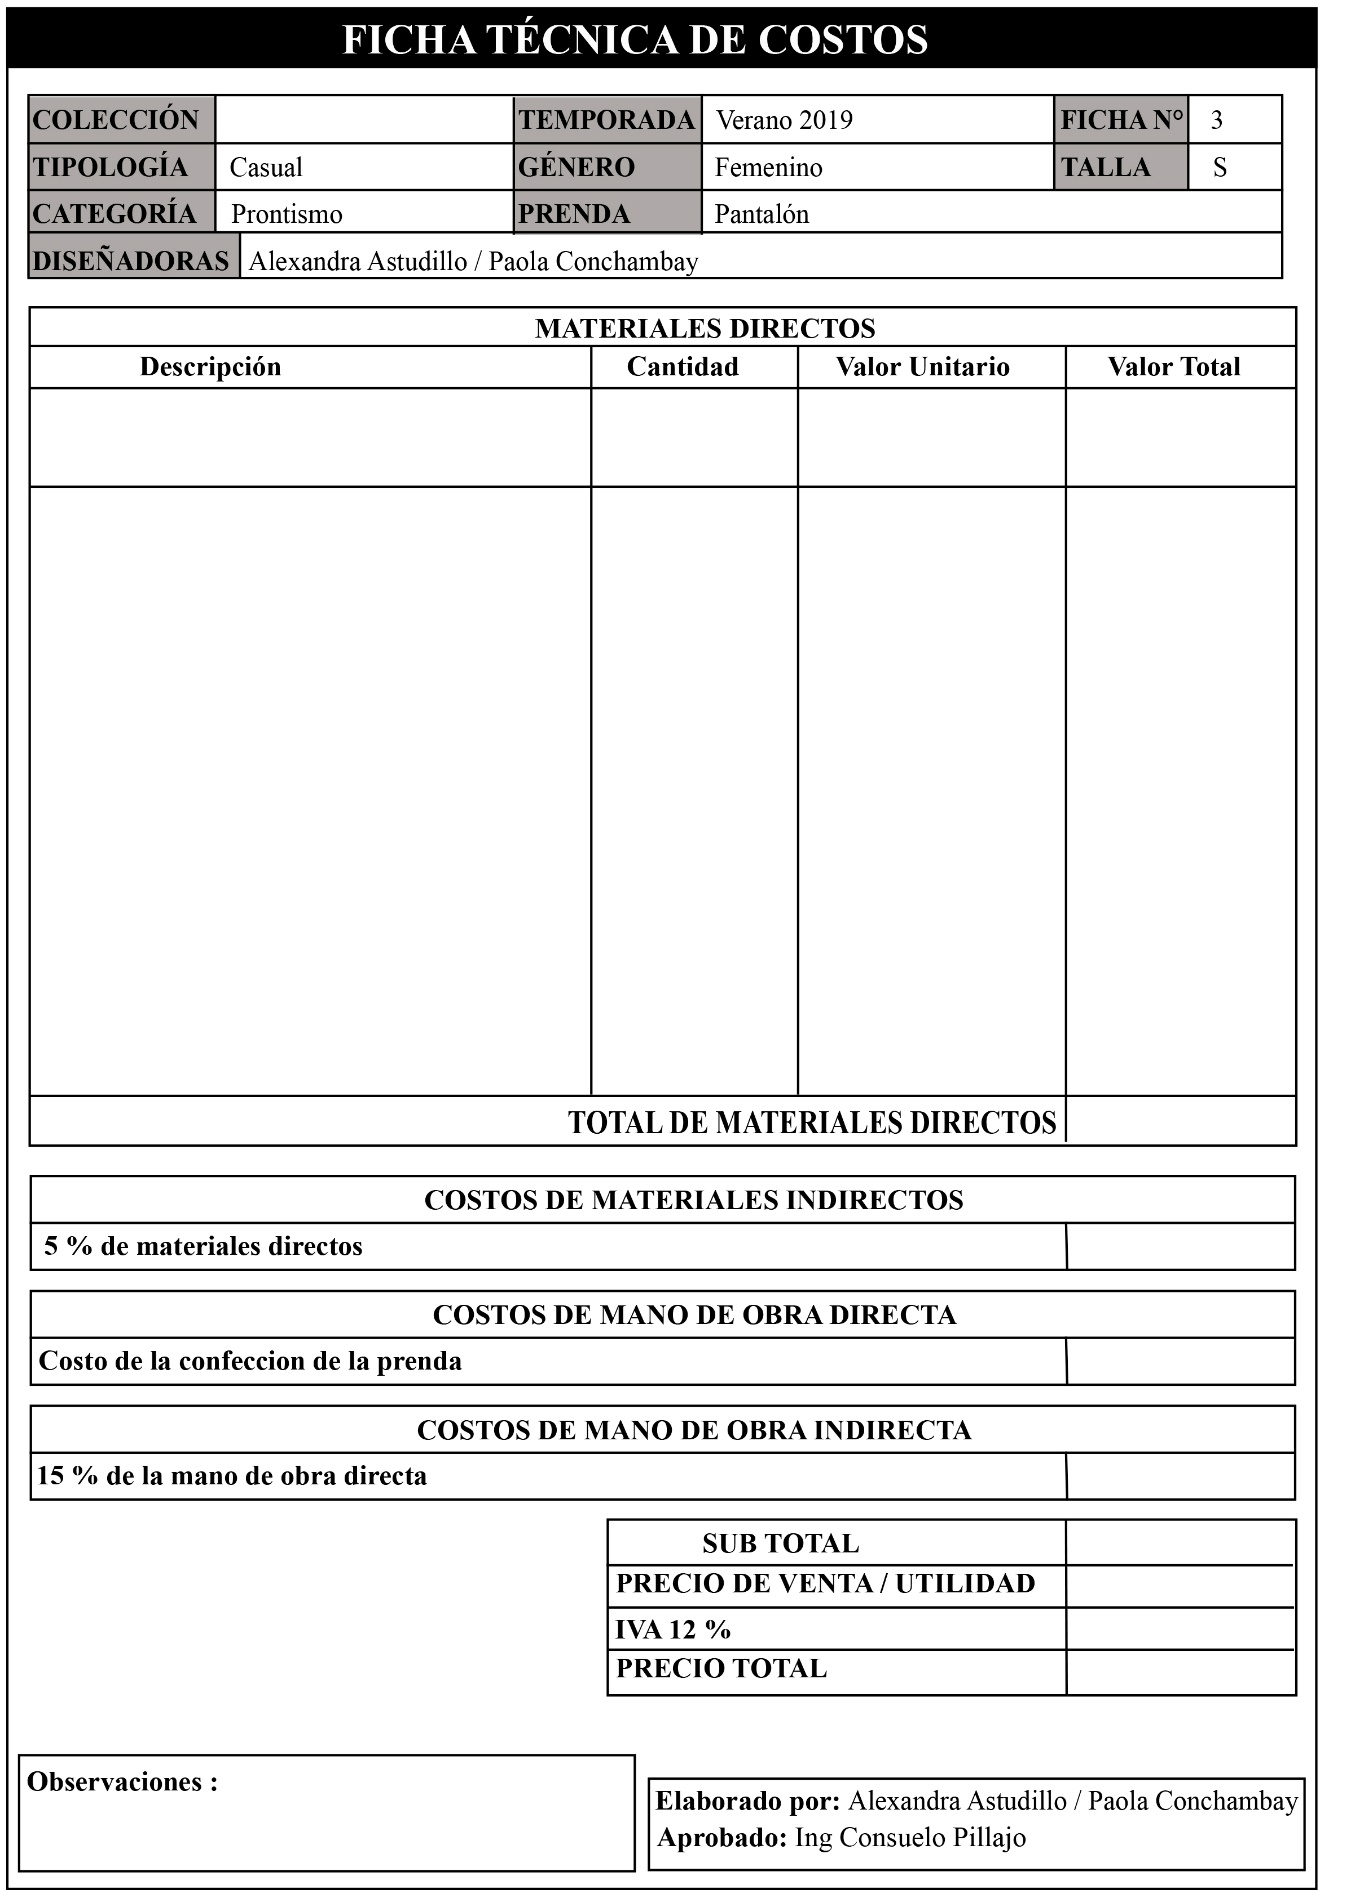 FICHA TÉCNICA DE COSTOS
COLECCIÓN TEMPORADA Verano 2019 FICHA N° 3
TIPOLOGÍA Casual GÉNERO Femenino TALLA S
CATEGORÍA Prontismo PRENDA Pantalón
DISEÑADORAS Alexandra Astudillo / Paola Conchambay
MATERIALES DIRECTOS
Descripción Cantidad Valor Unitario Valor Total
TOTAL DE MATERIALES DIRECTOS
COSTOS DE MATERIALES INDIRECTOS
5 % de materiales directos
COSTOS DE MANO DE OBRA DIRECTA
Costo de la confeccion de la prenda
COSTOS DE MANO DE OBRA INDIRECTA
15 % de la mano de obra directa
SUB TOTAL
PRECIO DE VENTA / UTILIDAD
IVA 12 %
PRECIO TOTAL
Observaciones :
Elaborado por: Alexandra Astudillo / Paola Conchambay
Aprobado: Ing Consuelo Pillajo